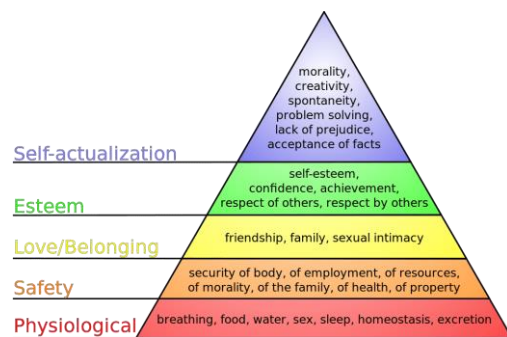 morality,
creativity,
spontaneity,
problem solving,
lack of prejudice,
acceptance of facts
Self-actualization
self-esteem,
confidence, achievement,
respect of others, respect by others
Esteem
friendship, family, sexual intimacy
Love/Belonging
security of body, of employment, of resources,
of morality, of the family, of health, of property
Safety
breathing, food, water, sex, sleep, homeostasis, excretion
Physiological